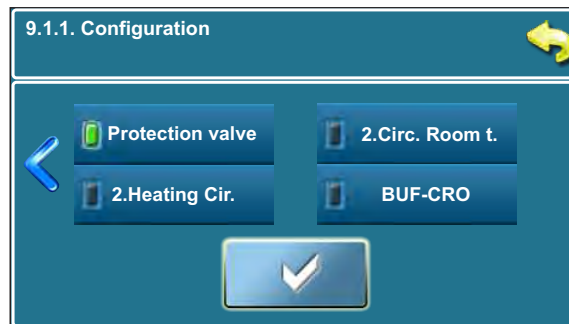 9.1.1. Configuration
Protection valve
2.Circ. Room t.
2.Heating Cir.
BUF-CRO